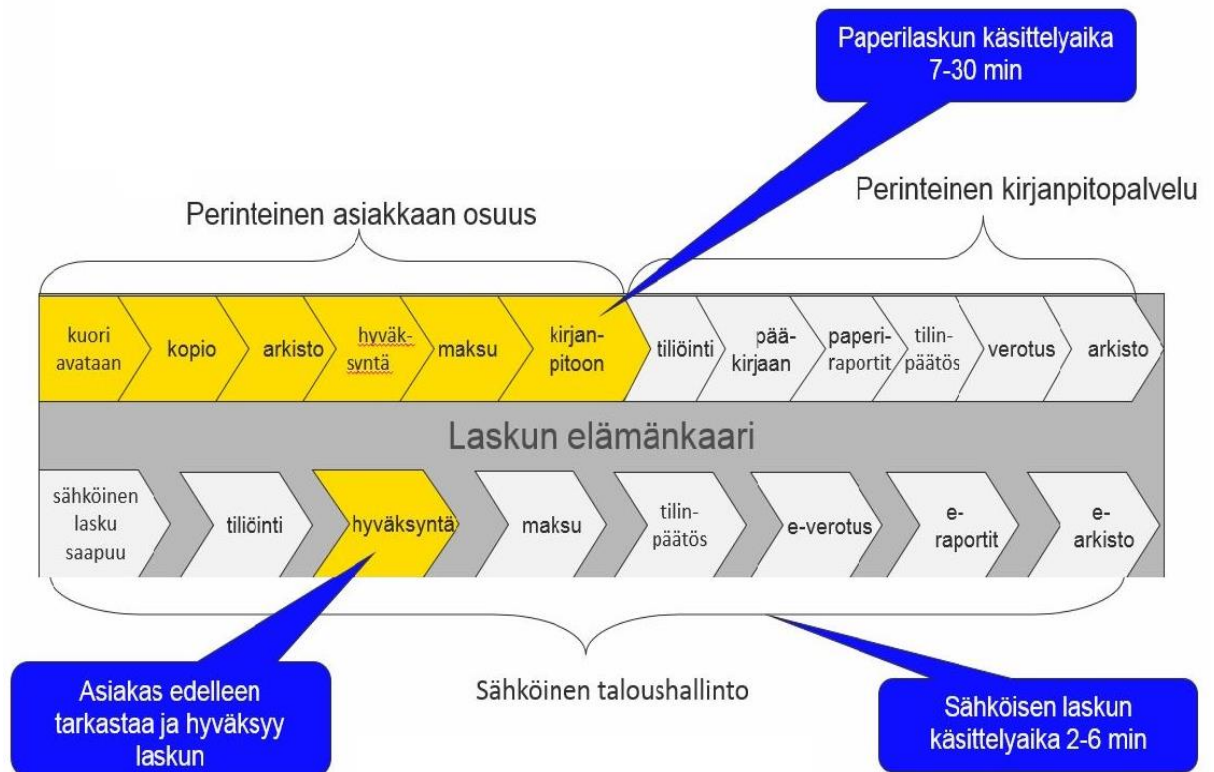 Paperilaskun käsittelyaika
7-30 min
Perinteinen asiakkaan osuus
Perinteinen kirjanpitopalvelu
kuori
avataan
kopio
arkisto
hyväk-
syntä
maksu
kirjan-
pitoon
tiliöinti
pää-
kirjaan
paperi-
raportit
tilin-
päätös
verotus
arkisto
Laskun elämänkaari
sähköinen
lasku
saapuu
tiliöinti
hyväksyntä
maksu
tilin-
päätös
e-verotus
e-
raportit
e-
arkisto
Sähköinen taloushallinto
Asiakas edelleen
tarkastaa ja hyväksyy
laskun
Sähköisen laskun
käsittelyaika 2-6 min